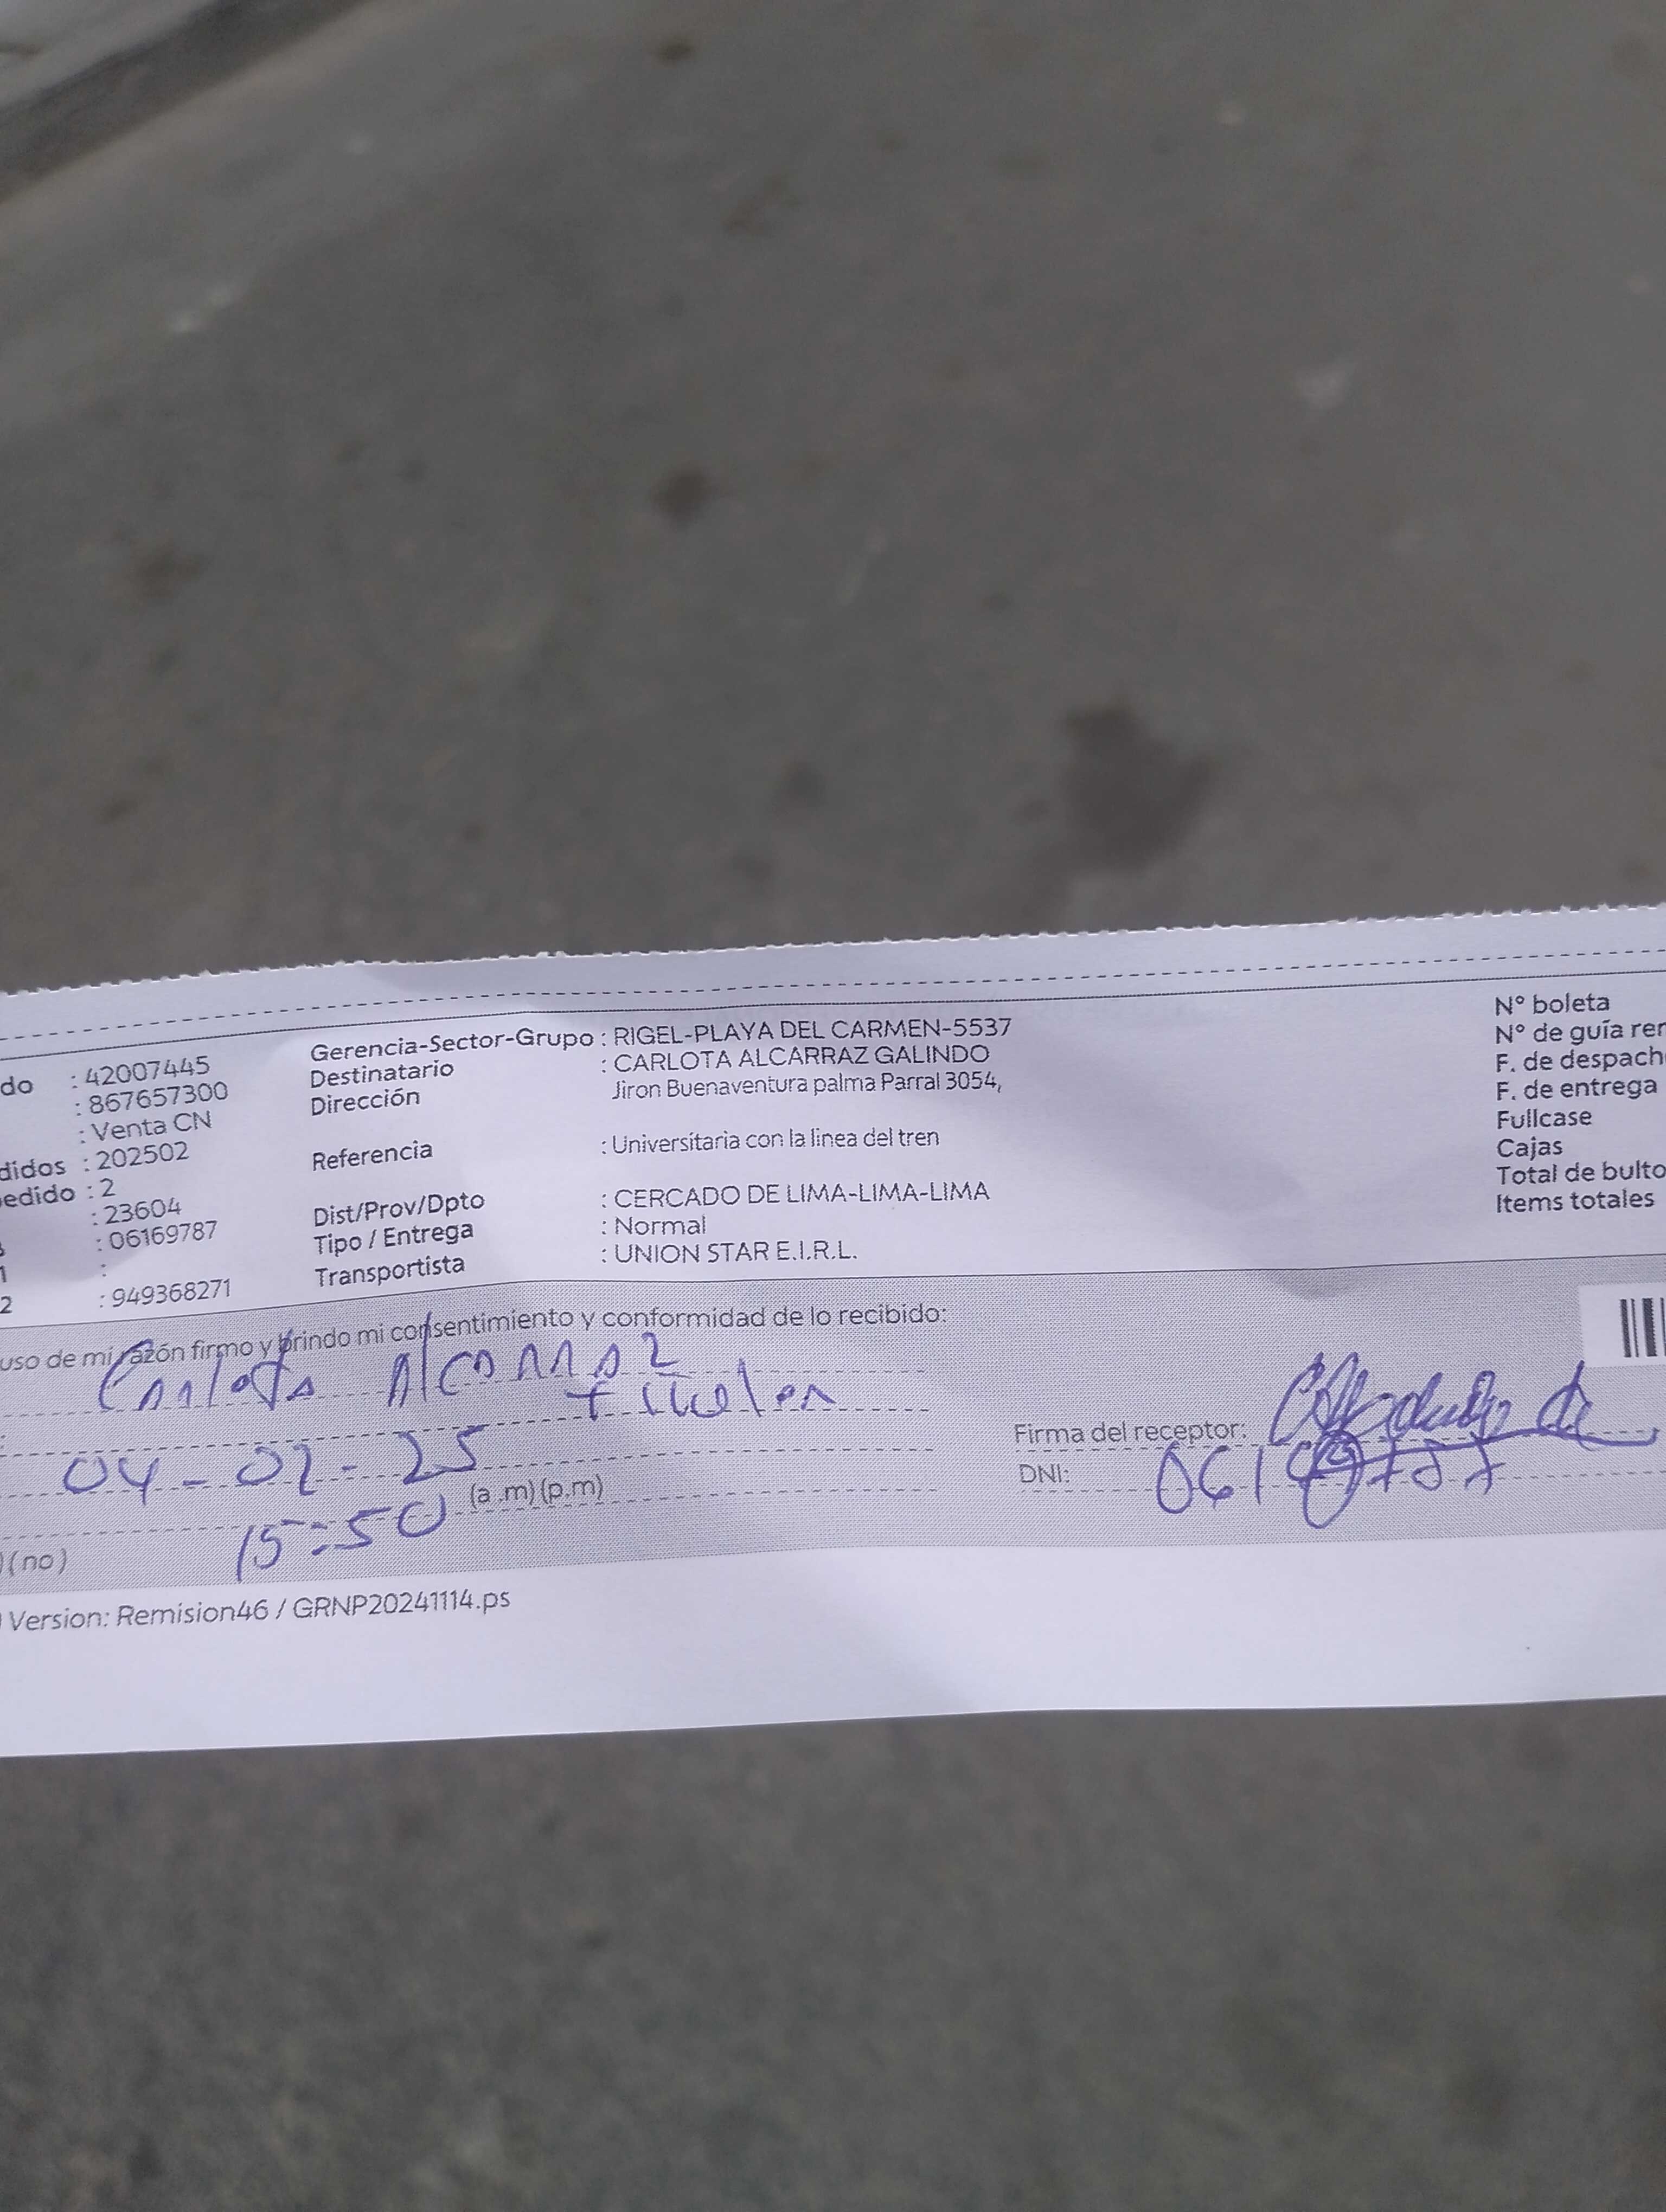 Gerencia-Sector-Grupo : RIGEL-PLAYA DEL CARMEN-5537
Destinatario : CARLOTA ALCARRAZ GALINDO
Dirección Jiron Buenaventura palma Parral 3054,
Referencia : Universitaria con la linea del tren
Dist/Prov/Dpto : CERCADO DE LIMA-LIMA-LIMA
Tipo / Entrega : Normal
Transportista : UNION STAR E.I.R.L.
do : 42007445
: 867657300
: Venta CN
didos : 202502
edido : 2
: 23604
: 06169787
1 :
2 : 949368271
N° boleta
N° de guía rer
F. de despach
F. de entrega
Fullcase
Cajas
Total de bulto
Items totales
uso de mi razón firmo y brindo mi consentimiento y conformidad de lo recibido:
Carlota Alcarraz
titular
04-02-25
15:50 (a.m)(p.m)
)(no)
Firma del receptor:
DNI:
Version: Remision46 / GRNP20241114.ps